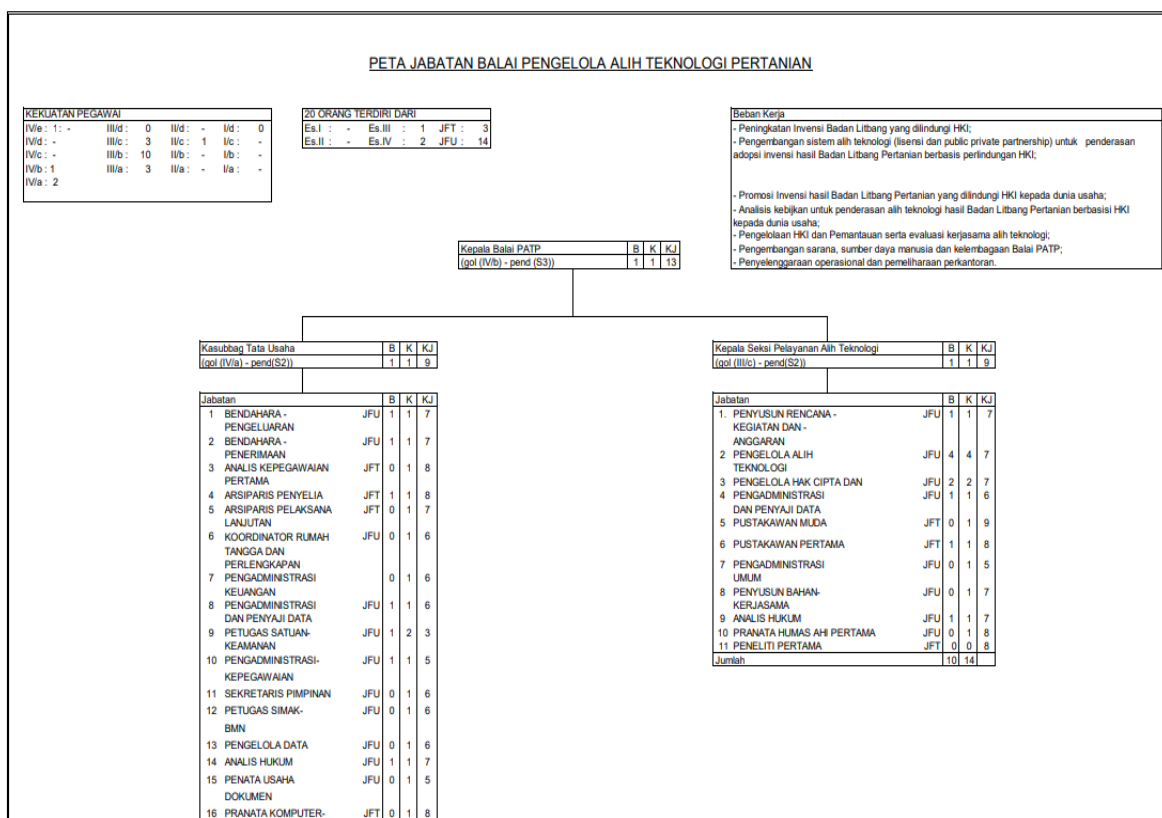 PETA JABATAN BALAI PENGELOLA ALIH TEKNOLOGI PERTANIAN
KEKUATAN PEGAWAI
IV/e : 1: - III/d : 0 II/d : - I/d : 0
IV/d : - III/c : 3 II/c : 1 I/c : -
IV/c : - III/b : 10 II/b : - I/b : -
IV/b : 1 III/a : 3 II/a : - I/a : -
IV/a : 2
20 ORANG TERDIRI DARI
Es.I : - Es.III : 1 JFT : 3
Es.II : - Es.IV : 2 JFU : 14
Beban Kerja
- Peningkatan Invensi Badan Litbang yang dilindungi HKI;
- Pengembangan sistem alih teknologi (lisensi dan public private partnership) untuk penderasan
adopsi invensi hasil Badan Litbang Pertanian berbasis perlindungan HKI;
- Promosi Invensi hasil Badan Litbang Pertanian yang dilindungi HKI kepada dunia usaha;
- Analisis kebijkan untuk penderasan alih teknologi hasil Badan Litbang Pertanian berbasisi HKI
kepada dunia usaha;
- Pengelolaan HKI dan Pemantauan serta evaluasi kerjasama alih teknologi;
- Pengembangan sarana, sumber daya manusia dan kelembagaan Balai PATP;
- Penyelenggaraan operasional dan pemeliharaan perkantoran.
Kepala Balai PATP B K KJ
(gol (IV/b) - pend (S3)) 1 1 13
Kasubbag Tata Usaha B K KJ
(gol (IV/a) - pend(S2)) 1 1 9
Jabatan B K KJ
1 BENDAHARA - JFU 1 1 7
PENGELUARAN
2 BENDAHARA - JFU 1 1 7
PENERIMAAN
3 ANALIS KEPEGAWAIAN JFT 0 1 8
PERTAMA
4 ARSIPARIS PENYELIA JFT 1 1 8
5 ARSIPARIS PELAKSANA JFT 0 1 7
LANJUTAN
6 KOORDINATOR RUMAH JFU 0 1 6
TANGGA DAN
PERLENGKAPAN
7 PENGADMINISTRASI 0 1 6
KEUANGAN
8 PENGADMINISTRASI JFU 1 1 6
DAN PENYAJI DATA
9 PETUGAS SATUAN- JFU 1 2 3
KEAMANAN
10 PENGADMINISTRASI- JFU 1 1 5
KEPEGAWAIAN
11 SEKRETARIS PIMPINAN JFU 0 1 6
12 PETUGAS SIMAK- JFU 0 1 6
BMN
13 PENGELOLA DATA JFU 0 1 6
14 ANALIS HUKUM JFU 1 1 7
15 PENATA USAHA JFU 0 1 5
DOKUMEN
16 PRANATA KOMPUTER- JFT 0 1 8
Kepala Seksi Pelayanan Alih Teknologi B K KJ
(gol (III/c) - pend(S2)) 1 1 9
Jabatan B K KJ
1. PENYUSUN RENCANA - JFU 1 1 7
KEGIATAN DAN -
ANGGARAN
2 PENGELOLA ALIH JFU 4 4 7
TEKNOLOGI
3 PENGELOLA HAK CIPTA DAN JFU 2 2 7
4 PENGADMINISTRASI JFU 1 1 6
DAN PENYAJI DATA
5 PUSTAKAWAN MUDA JFT 0 1 9
6 PUSTAKAWAN PERTAMA JFT 1 1 8
7 PENGADMINISTRASI JFU 0 1 5
UMUM
8 PENYUSUN BAHAN- JFU 0 1 7
KERJASAMA
9 ANALIS HUKUM JFU 1 1 7
10 PRANATA HUMAS AHI PERTAMA JFU 0 1 8
11 PENELITI PERTAMA JFT 0 0 8
Jumlah 10 14